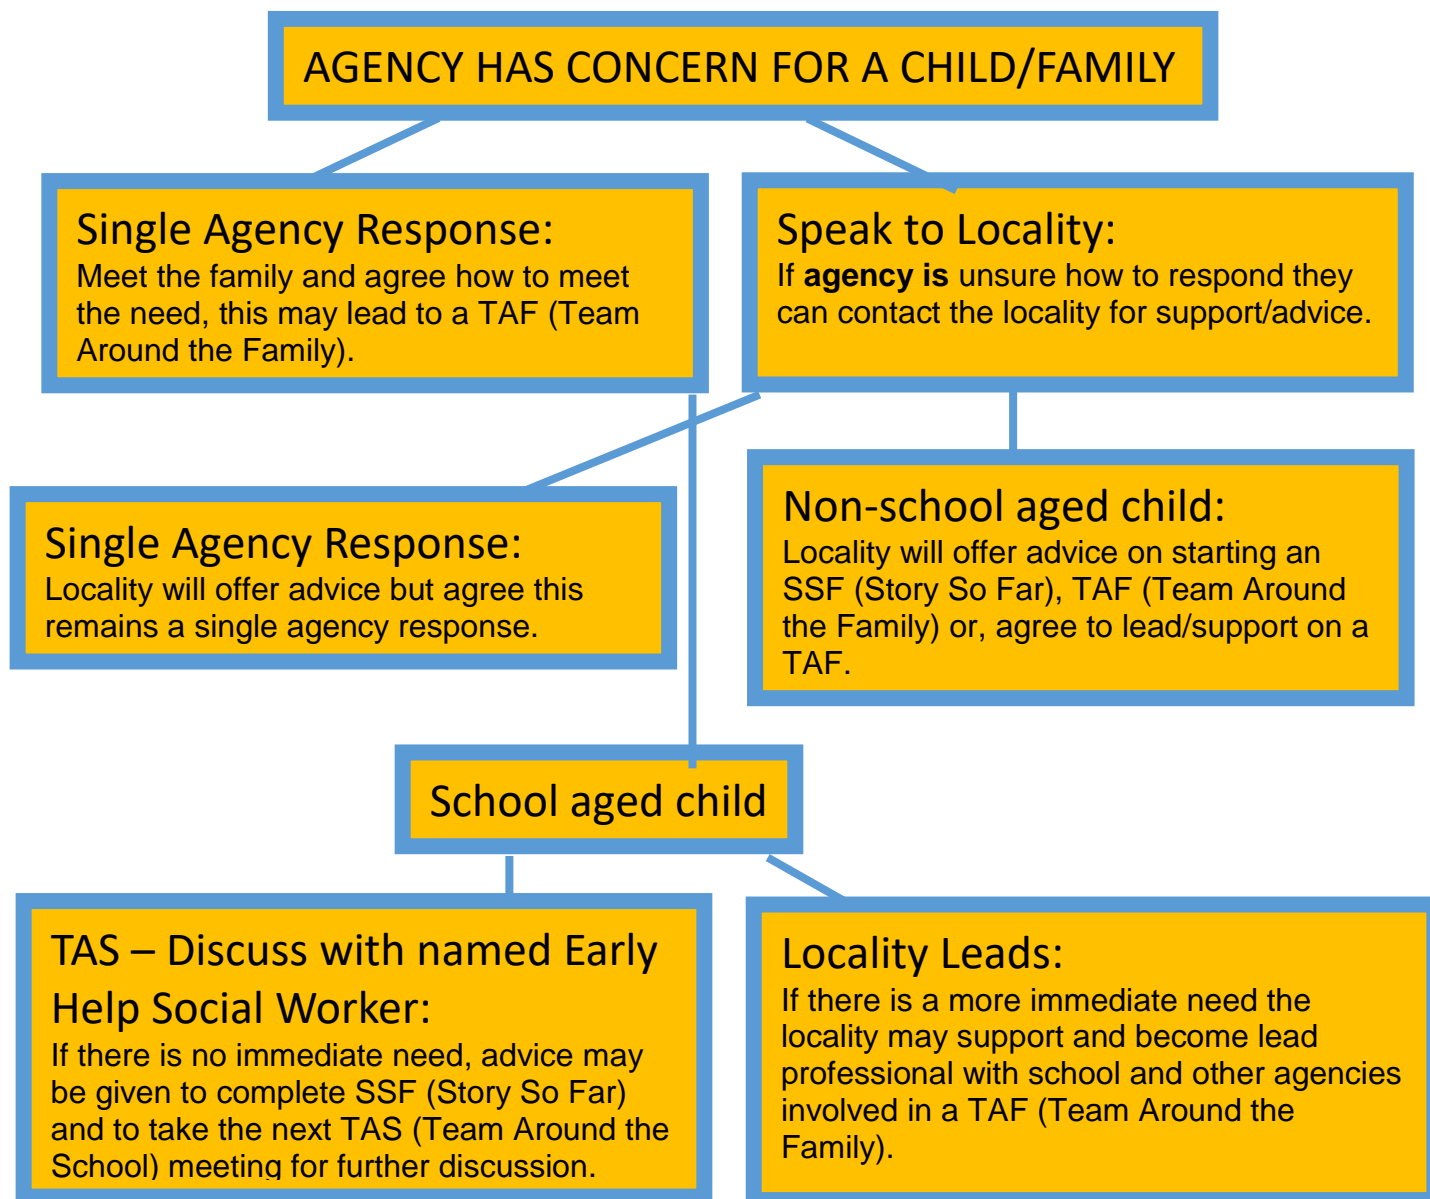 AGENCY HAS CONCERN FOR A CHILD/FAMILY
Single Agency Response:
Meet the family and agree how to meet
the need, this may lead to a TAF (Team
Around the Family).
Speak to Locality:
If agency is unsure how to respond they
can contact the locality for support/advice.
Single Agency Response:
Locality will offer advice but agree this
remains a single agency response.
Non-school aged child:
Locality will offer advice on starting an
SSF (Story So Far), TAF (Team Around
the Family) or, agree to lead/support on a
TAF.
School aged child
TAS – Discuss with named Early
Help Social Worker:
If there is no immediate need, advice may
be given to complete SSF (Story So Far)
and to take the next TAS (Team Around the
School) meeting for further discussion.
Locality Leads:
If there is a more immediate need the
locality may support and become lead
professional with school and other agencies
involved in a TAF (Team Around the
Family).